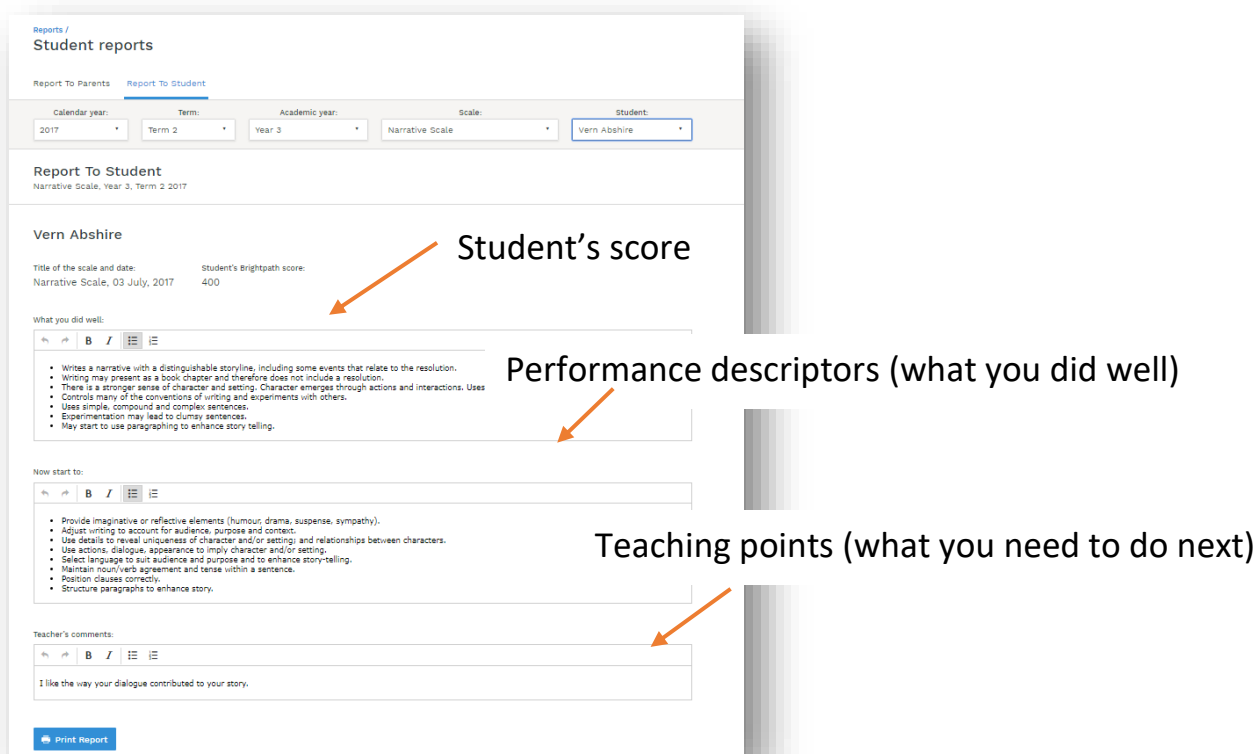 Reports /
Student reports
Report To Parents Report To Student
Calendar year: Term: Academic year: Scale: Student:
2017 Term 2 Year 3 Narrative Scale Vern Abshire
Report To Student
Narrative Scale, Year 3, Term 2 2017
Vern Abshire
Student's score
Title of the scale and date: Student's Brightpath score:
Narrative Scale, 03 July, 2017 400
What you did well:
B I
Performance descriptors (what you did well)
• Writes a narrative with a distinguishable storyline, including some events that relate to the resolution.
• Writing may present as a book chapter and therefore does not include a resolution.
• There is a stronger sense of character and setting. Character emerges through actions and interactions. Uses
• Controls many of the conventions of writing and experiments with others.
• Uses simple, compound and complex sentences.
• Experimentation may lead to clumsy sentences.
• May start to use paragraphing to enhance story telling.
Now start to:
B I
• Provide imaginative or reflective elements (humour, drama, suspense, sympathy).
• Adjust writing to account for audience, purpose and context.
• Use details to reveal uniqueness of character and/or setting; and relationships between characters.
• Use actions, dialogue, appearance to imply character and/or setting.
• Select language to suit audience and purpose and to enhance story-telling.
• Maintain noun/verb agreement and tense within a sentence.
• Position clauses correctly.
• Structure paragraphs to enhance story.
Teaching points (what you need to do next)
Teacher's comments:
B I
I like the way your dialogue contributed to your story.
Print Report